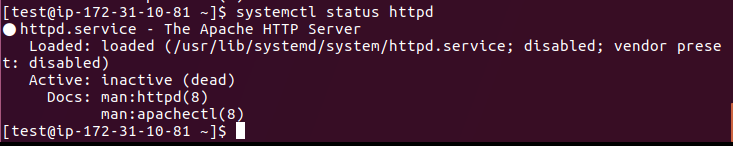 [test@ip-172-31-10-81 ~]$ systemctl status httpd
● httpd.service - The Apache HTTP Server
   Loaded: loaded (/usr/lib/systemd/system/httpd.service; disabled; vendor prese
t: disabled)
   Active: inactive (dead)
     Docs: man:httpd(8)
           man:apachectl(8)
[test@ip-172-31-10-81 ~]$